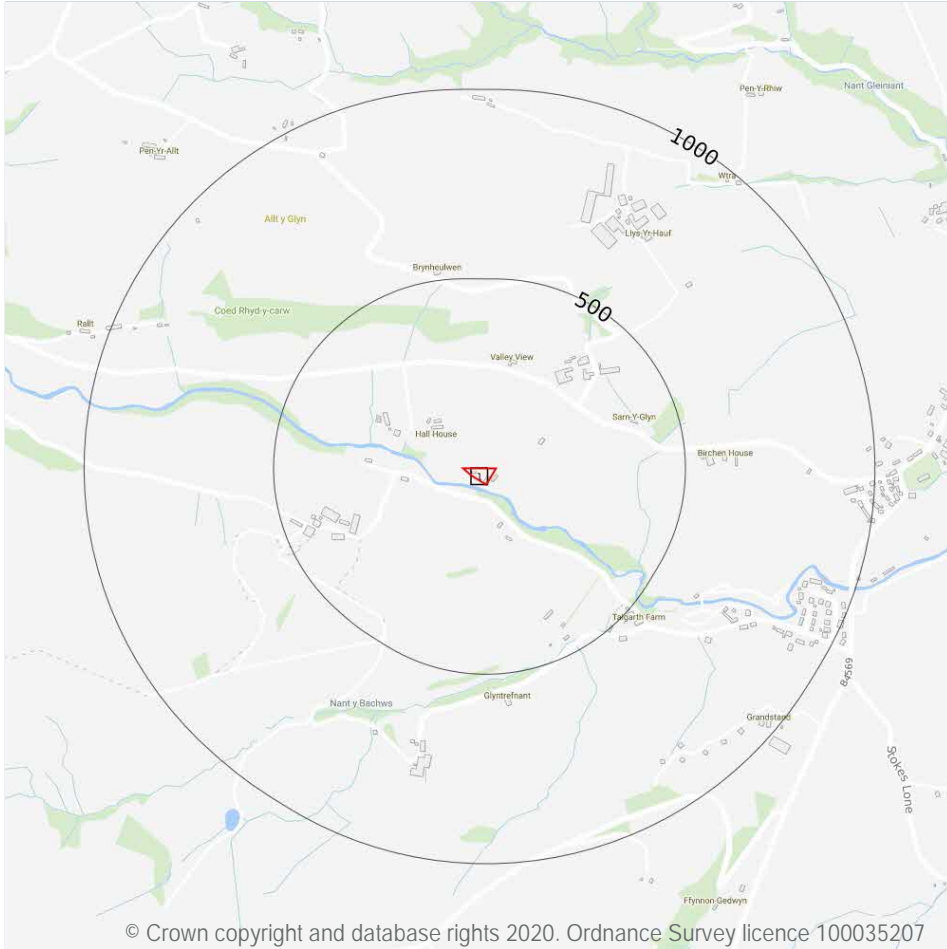 Pen-Y-Rhiw
Nant Gleiniant
1000
Pen-Yr-Allt
Wtra
Allt y Glyn
Llys-Yr-Hauf
Brynheulwen
500
Coed Rhyd-y-carw
Rallt
Valley View
Sarn-Y-Glyn
Hall House
Birchen House
1
Talgarth Farm
B4569
Glyntrefnant
Nant y Bachws
Grandstand
Stokes Lone
Ffynnon-Gedwyn
© Crown copyright and database rights 2020. Ordnance Survey licence 100035207